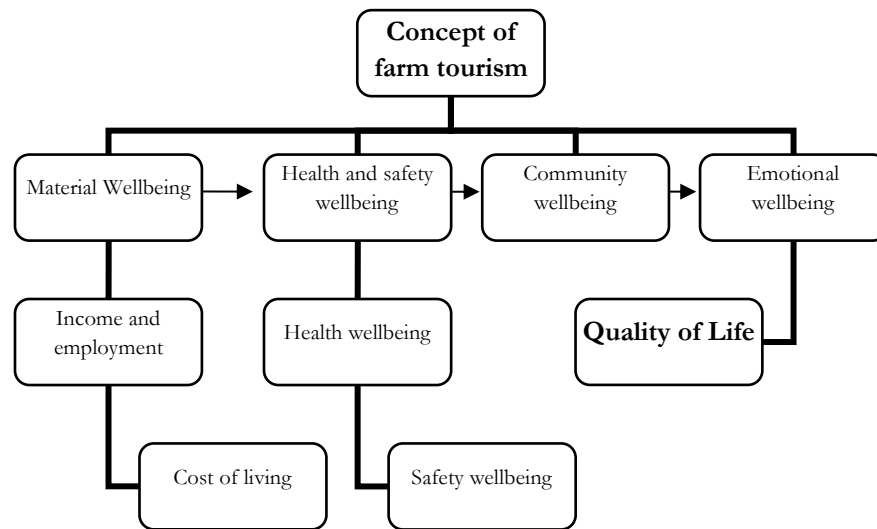 Concept of
farm tourism
Material Wellbeing
Health and safety
wellbeing
Community
wellbeing
Emotional
wellbeing
Income and
employment
Health wellbeing
Quality of Life
Cost of living
Safety wellbeing